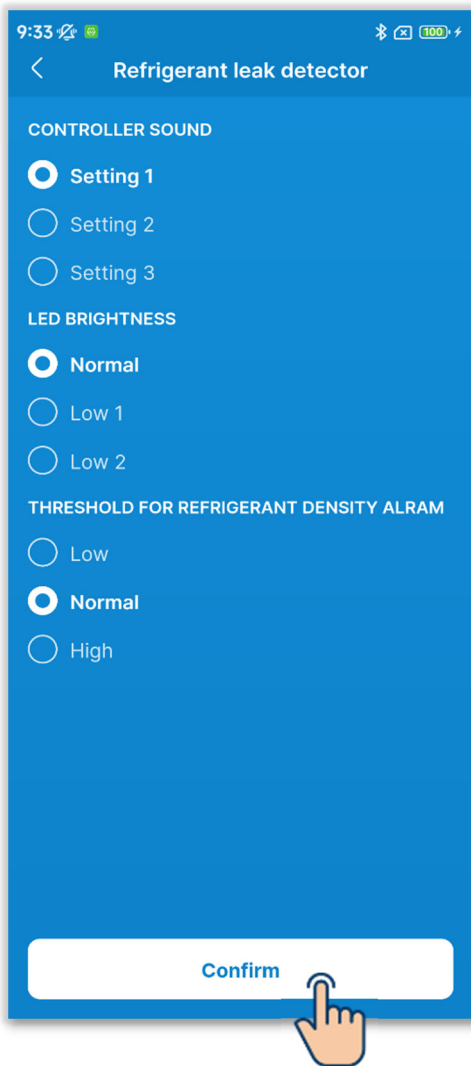 9:33
100
Refrigerant leak detector
CONTROLLER SOUND
Setting 1
Setting 2
Setting 3
LED BRIGHTNESS
Normal
Low 1
Low 2
THRESHOLD FOR REFRIGERANT DENSITY ALRAM
Low
Normal
High
Confirm